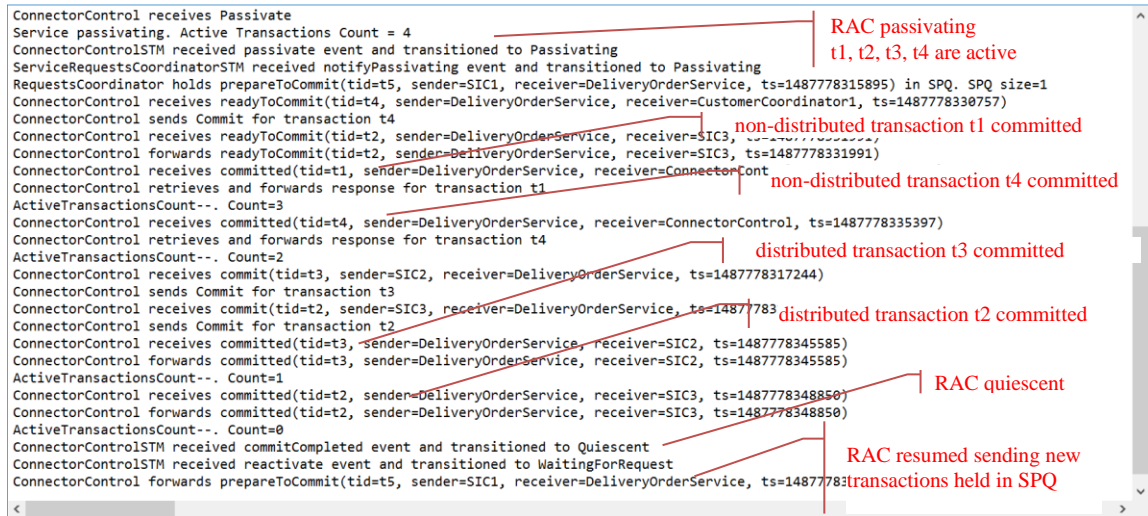 ConnectorControl receives Passivate
Service passivating. Active Transactions Count = 4
RAC passivating
t1, t2, t3, t4 are active
ConnectorControlSTM received passivate event and transitioned to Passivating
ServiceRequestsCoordinatorSTM received notifyPassivating event and transitioned to Passivating
RequestsCoordinator holds prepareToCommit(tid=t5, sender=SIC1, receiver=DeliveryOrderService, ts=1487778315895) in SPQ. SPQ size=1
ConnectorControl receives readyToCommit(tid=t4, sender=DeliveryOrderService, receiver=CustomerCoordinator1, ts=1487778330757)
ConnectorControl sends Commit for transaction t4
non-distributed transaction t1 committed
ConnectorControl receives readyToCommit(tid=t2, sender=DeliveryOrderService, receiver=SIC3, ts=1487778331991)
ConnectorControl forwards readyToCommit(tid=t2, sender=DeliveryOrderService, receiver=SIC3, ts=1487778331991)
ConnectorControl receives committed(tid=t1, sender=DeliveryOrderService, receiver=ConnectorCont
non-distributed transaction t4 committed
ConnectorControl retrieves and forwards response for transaction t1
ActiveTransactionsCount--. Count=3
ConnectorControl receives committed(tid=t4, sender=DeliveryOrderService, receiver=ConnectorControl, ts=1487778335397)
ConnectorControl retrieves and forwards response for transaction t4
distributed transaction t3 committed
ActiveTransactionsCount--. Count=2
ConnectorControl receives commit(tid=t3, sender=SIC2, receiver=DeliveryOrderService, ts=1487778317244)
ConnectorControl sends Commit for transaction t3
ConnectorControl receives commit(tid=t2, sender=SIC3, receiver=DeliveryOrderService, ts=14877783
distributed transaction t2 committed
ConnectorControl sends Commit for transaction t2
ConnectorControl receives committed(tid=t3, sender=DeliveryOrderService, receiver=SIC2, ts=1487778345585)
ConnectorControl forwards committed(tid=t3, sender=DeliveryOrderService, receiver=SIC2, ts=1487778345585)
ActiveTransactionsCount--. Count=1
RAC quiescent
ConnectorControl receives committed(tid=t2, sender=DeliveryOrderService, receiver=SIC3, ts=1487778348850)
ConnectorControl forwards committed(tid=t2, sender=DeliveryOrderService, receiver=SIC3, ts=1487778348850)
ActiveTransactionsCount--. Count=0
ConnectorControlSTM received commitCompleted event and transitioned to Quiescent
ConnectorControlSTM received reactivate event and transitioned to WaitingForRequest
ConnectorControl forwards prepareToCommit(tid=t5, sender=SIC1, receiver=DeliveryOrderService, ts=14877783
RAC resumed sending new
transactions held in SPQ